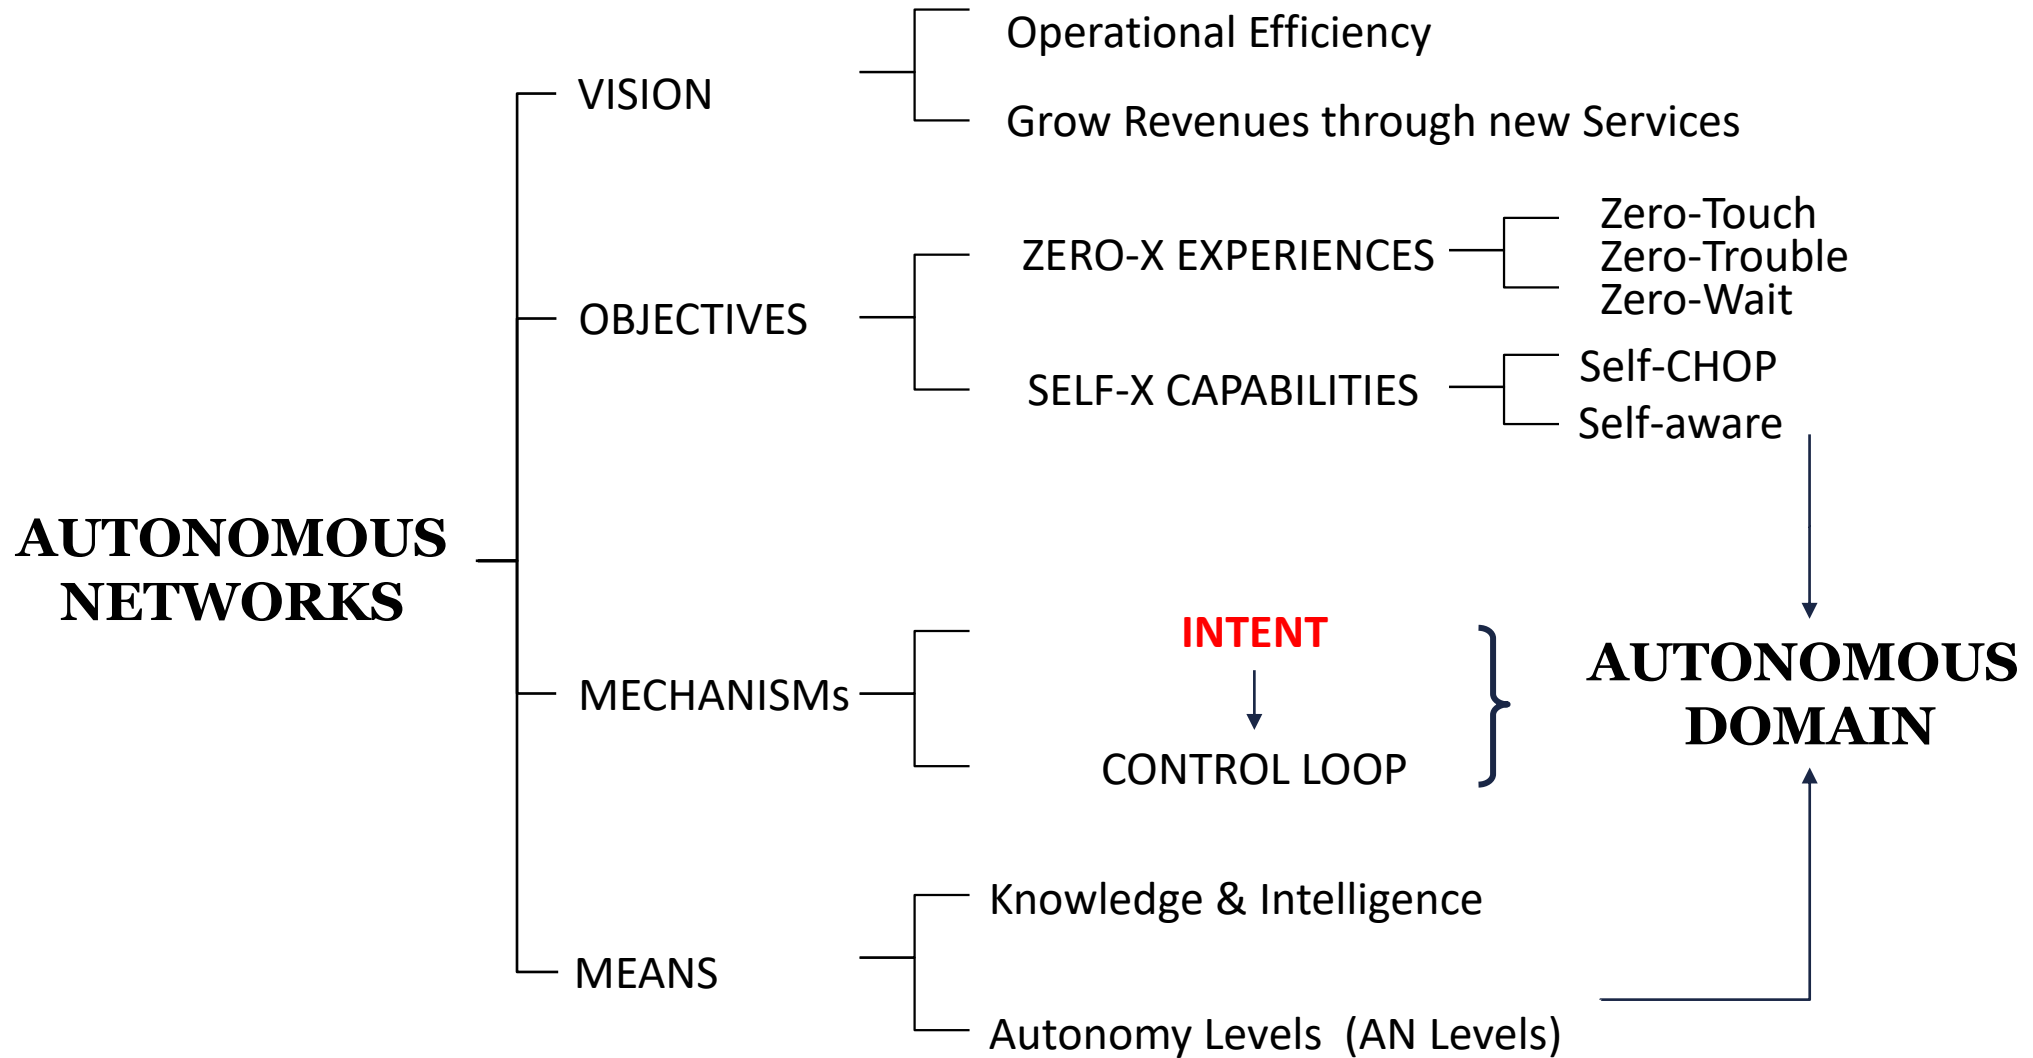 Operational Efficiency
VISION
Grow Revenues through new Services
Zero-Touch
ZERO-X EXPERIENCES
Zero-Trouble
Zero-Wait
OBJECTIVES
Self-CHOP
SELF-X CAPABILITIES
Self-aware
AUTONOMOUS
NETWORKS
INTENT
MECHANISMs
CONTROL LOOP
AUTONOMOUS
DOMAIN
Knowledge & Intelligence
MEANS
Autonomy Levels (AN Levels)